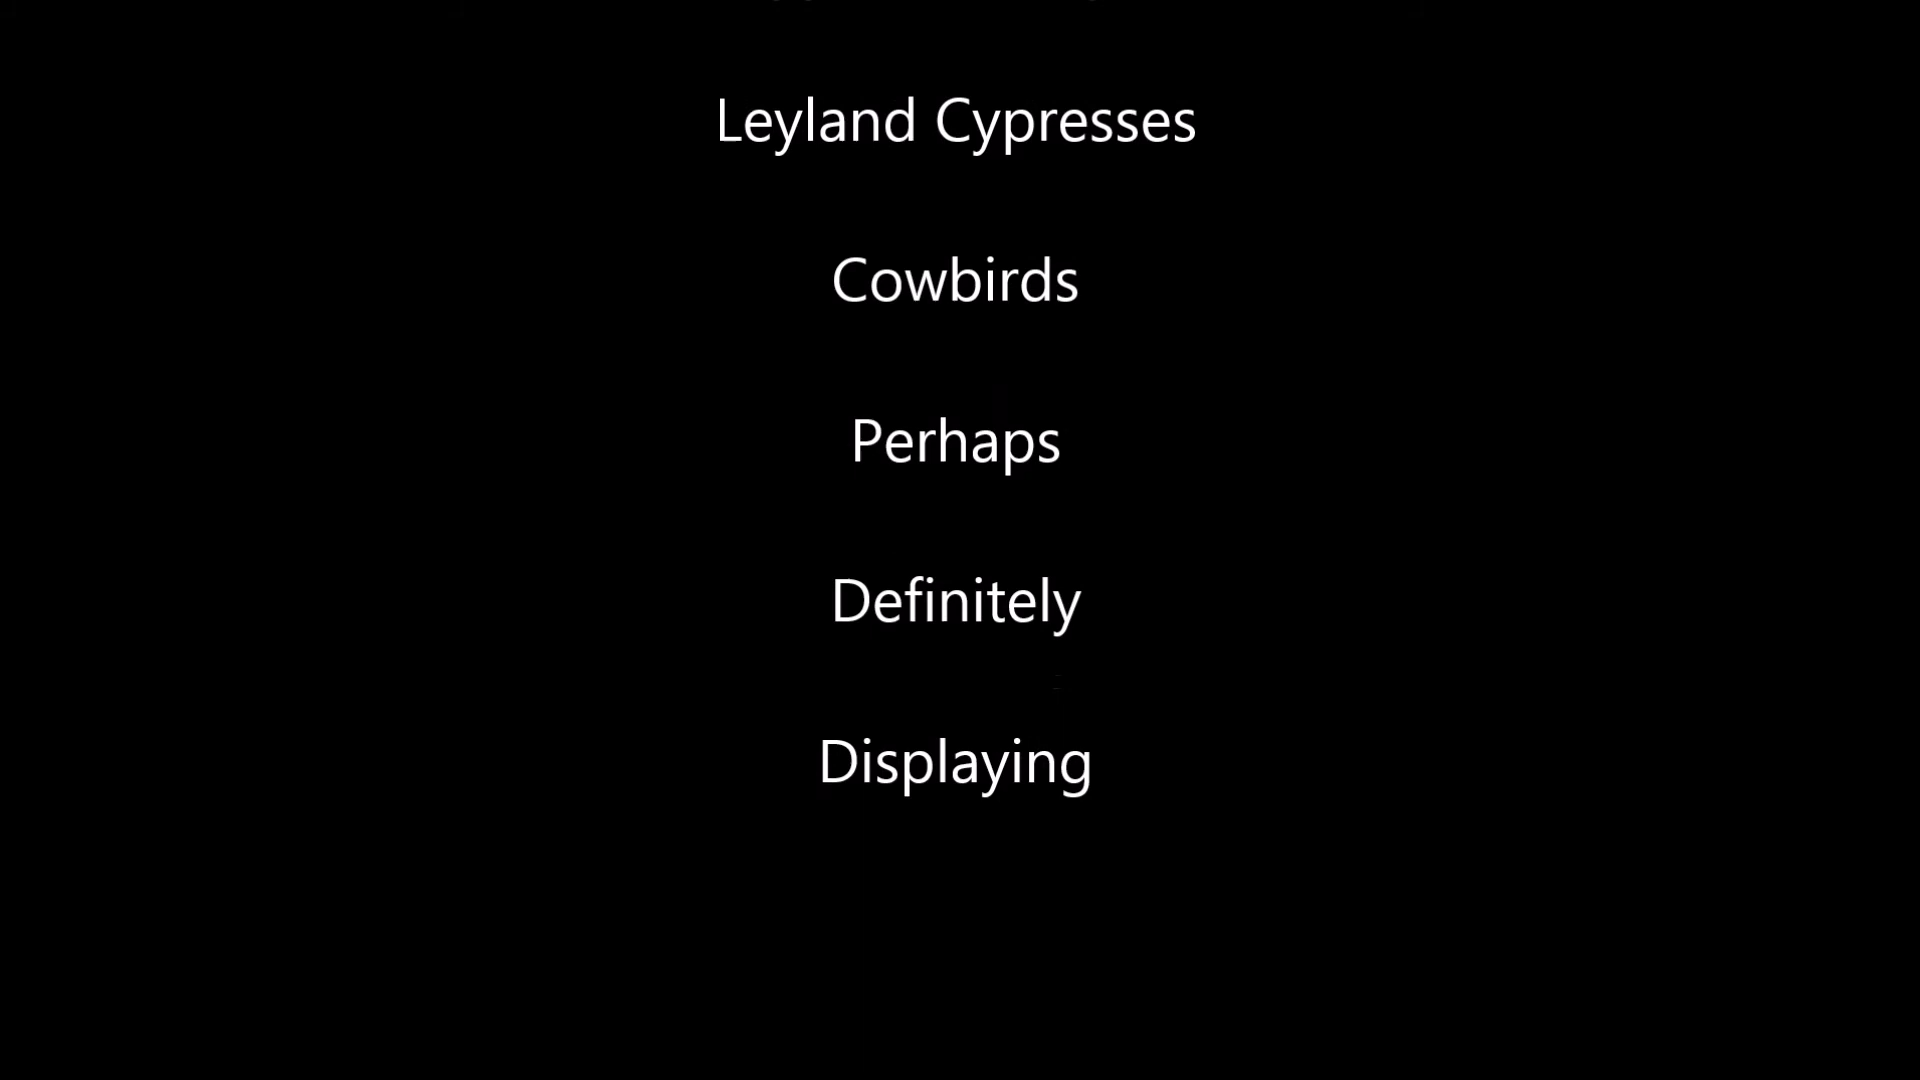 Leyland Cypresses
Cowbirds
Perhaps
Definitely
Displaying